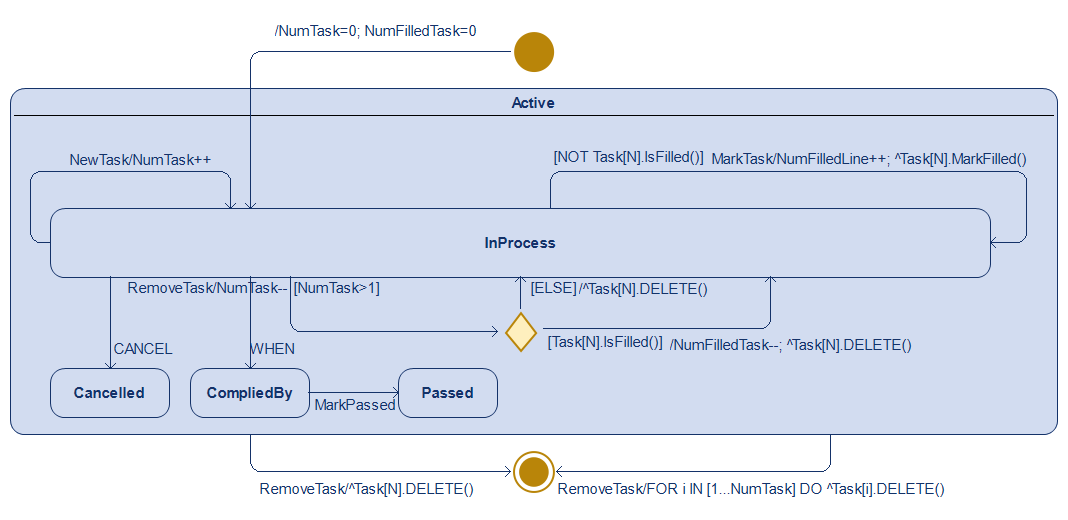 /NumTask=0; NumFilledTask=0
Active
NewTask/NumTask++
[NOT Task[N].IsFilled()] MarkTask/NumFilledLine++; ^Task[N].MarkFilled()
InProcess
RemoveTask/NumTask-- [NumTask>1]
[ELSE] /^Task[N].DELETE()
[Task[N].IsFilled()] /NumFilledTask--; ^Task[N].DELETE()
CANCEL
WHEN
Cancelled
CompliedBy
Passed
MarkPassed
RemoveTask/^Task[N].DELETE()
RemoveTask/FOR i IN [1...NumTask] DO ^Task[i].DELETE()